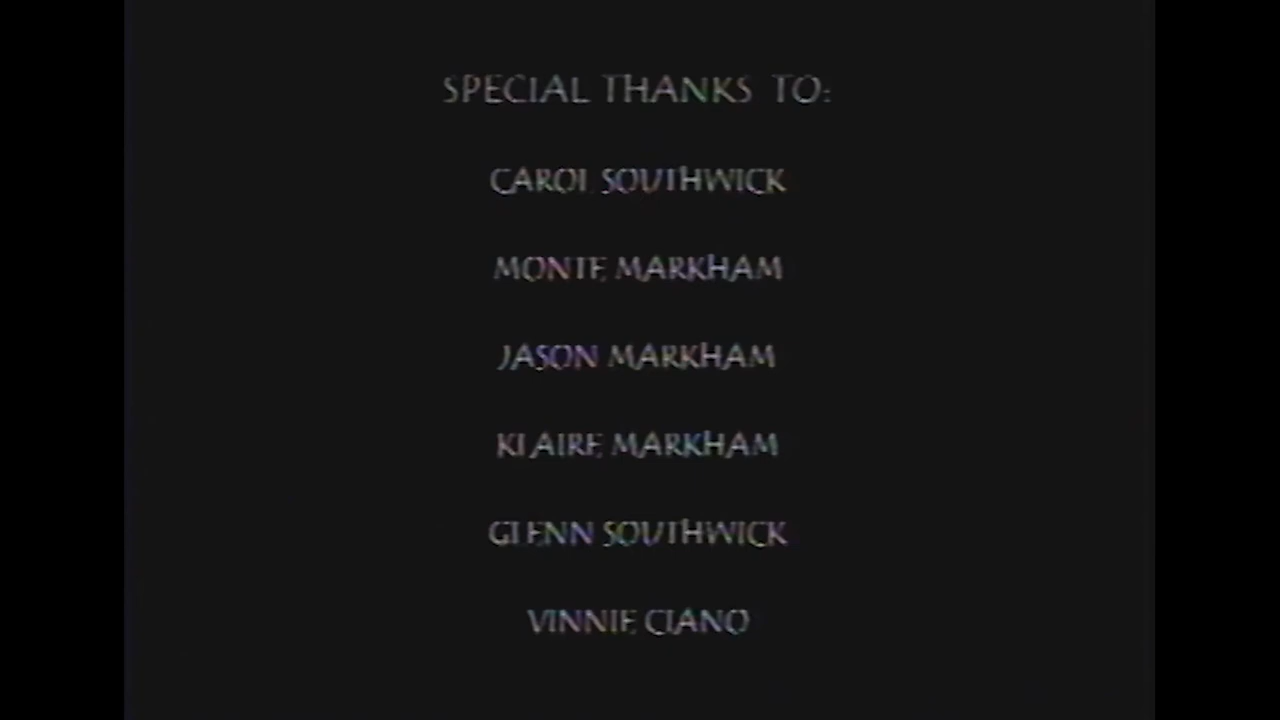 SPECIAL THANKS TO:
CAROL SOUTHWICK
MONTE MARKHAM
JASON MARKHAM
KLAIRE MARKHAM
GLENN SOUTHWICK
VINNIE CIANO